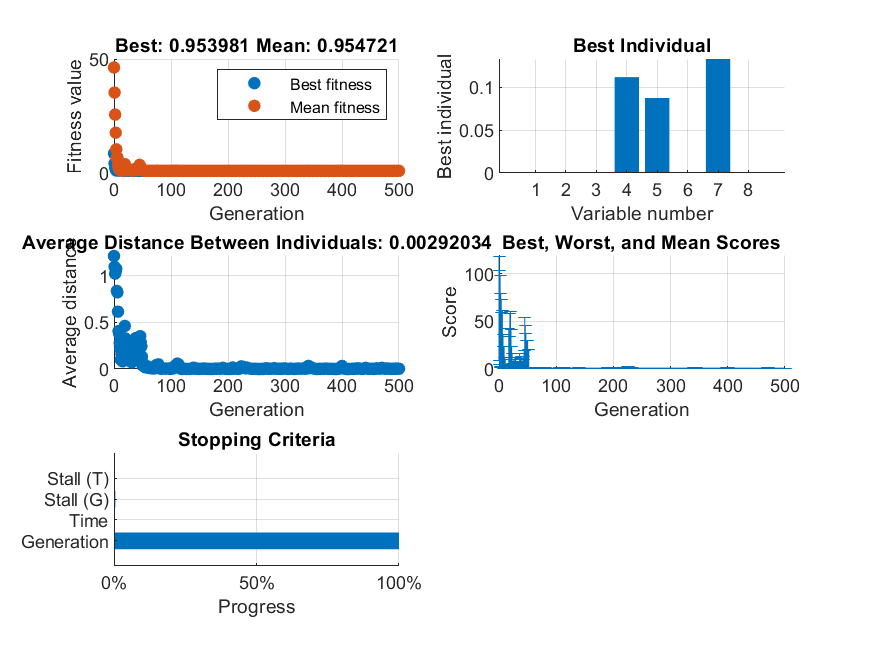 Best: 0.953981 Mean: 0.954721
Fitness value
50
0
Best fitness
Mean fitness
0 100 200 300 400 500
Generation
Best Individual
Best individual
0.1
0.05
0
1 2 3 4 5 6 7 8
Variable number
Average Distance Between Individuals: 0.00292034
Average distance
1
0.5
0
0 100 200 300 400 500
Generation
Best, Worst, and Mean Scores
Score
100
50
0
0 100 200 300 400 500
Generation
Stopping Criteria
Stall (T)
Stall (G)
Time
Generation
0% 50% 100%
Progress